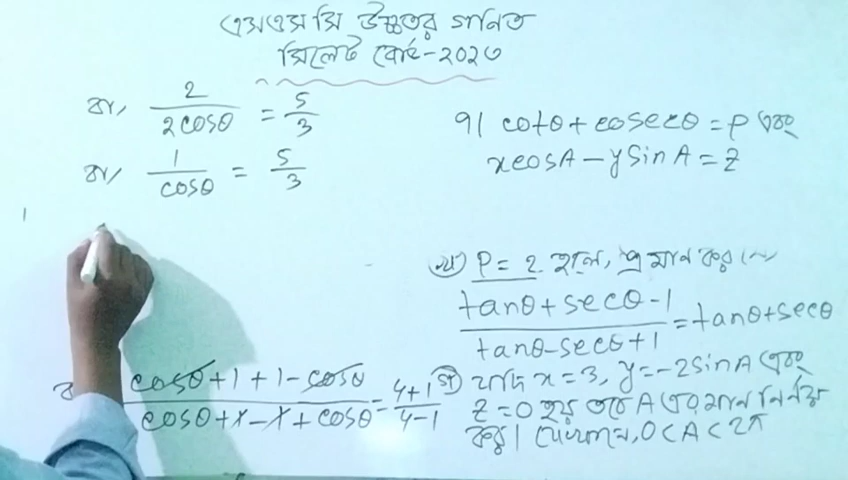 এসএসসি উচ্চতর গণিত
সিলেট বোর্ড-২০২৩
বা, 2/2cosθ = 5/3
বা, 1/cosθ = 5/3
৭। cotθ + cosecθ = p এবং
xcosA - ysinA = z
(খ) P = 2 হলে, প্রমাণ কর যে
(tanθ + secθ - 1)/(tanθ - secθ + 1) = tanθ + secθ
(cosθ + 1 + 1 - cosθ)/(cosθ + 1 - 1 + cosθ) = (4+1)/(4-1)
(গ) যদি x = 3, y = -2sinA এবং
z = 0 হয় তবে A এর মান নির্ণয়
কর। যেখানে, 0 < A < 2π